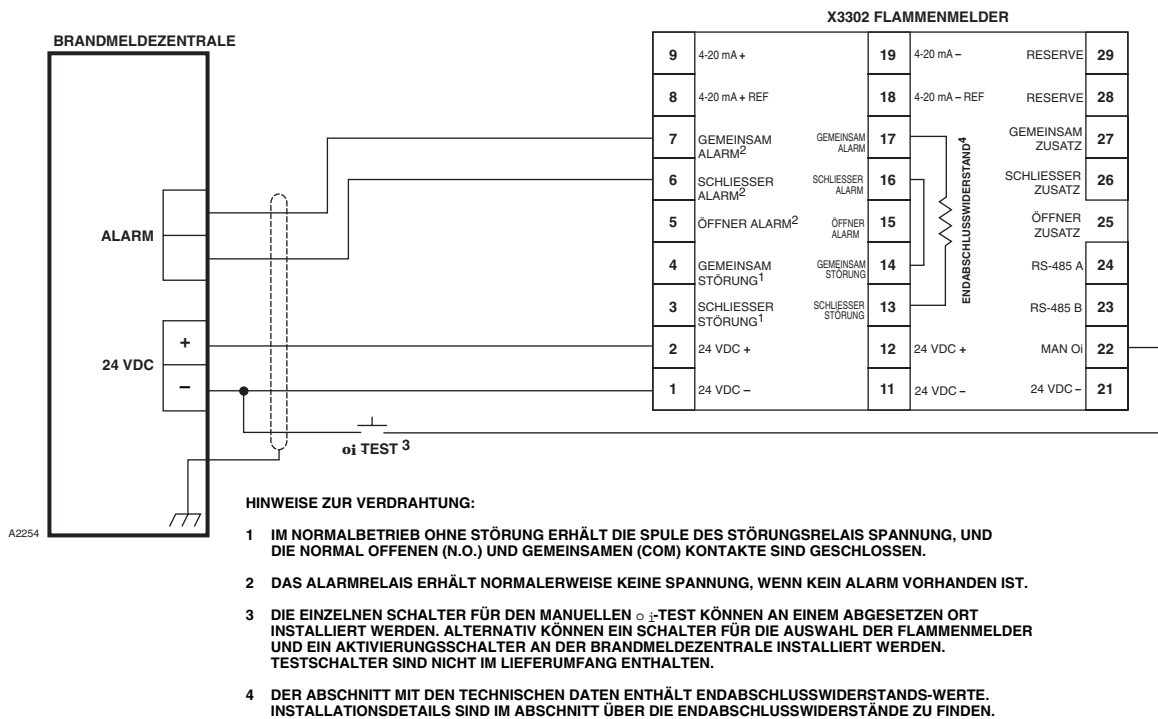 X3302 FLAMMENMELDER
BRANDMELDEZENTRALE
ALARM
24 VDC
+
–
oi TEST 3
A2254
9 4-20 mA +
8 4-20 mA + REF
7 GEMEINSAM
ALARM2
6 SCHLIESSER
ALARM2
5 ÖFFNER ALARM2
4 GEMEINSAM
STÖRUNG1
3 SCHLIESSER
STÖRUNG1
2 24 VDC +
1 24 VDC –
19 4-20 mA –
18 4-20 mA – REF
GEMEINSAM
ALARM
17
SCHLIESSER
ALARM
16
ÖFFNER
ALARM
15
GEMEINSAM
STÖRUNG
14
SCHLIESSER
STÖRUNG
13
12 24 VDC +
11 24 VDC –
ENDABSCHLUSSWIDERSTAND4
RESERVE 29
RESERVE 28
GEMEINSAM
ZUSATZ
27
SCHLIESSER
ZUSATZ
26
ÖFFNER
ZUSATZ
25
RS-485 A 24
RS-485 B 23
MAN Oi 22
24 VDC – 21
HINWEISE ZUR VERDRAHTUNG:
1 IM NORMALBETRIEB OHNE STÖRUNG ERHÄLT DIE SPULE DES STÖRUNGSRELAIS SPANNUNG, UND
DIE NORMAL OFFENEN (N.O.) UND GEMEINSAMEN (COM) KONTAKTE SIND GESCHLOSSEN.
2 DAS ALARMRELAIS ERHÄLT NORMALERWEISE KEINE SPANNUNG, WENN KEIN ALARM VORHANDEN IST.
3 DIE EINZELNEN SCHALTER FÜR DEN MANUELLEN o i-TEST KÖNNEN AN EINEM ABGESETZEN ORT
INSTALLIERT WERDEN. ALTERNATIV KÖNNEN EIN SCHALTER FÜR DIE AUSWAHL DER FLAMMENMELDER
UND EIN AKTIVIERUNGSSCHALTER AN DER BRANDMELDEZENTRALE INSTALLIERT WERDEN.
TESTSCHALTER SIND NICHT IM LIEFERUMFANG ENTHALTEN.
4 DER ABSCHNITT MIT DEN TECHNISCHEN DATEN ENTHÄLT ENDABSCHLUSSWIDERSTANDS-WERTE.
INSTALLATIONSDETAILS SIND IM ABSCHNITT ÜBER DIE ENDABSCHLUSSWIDERSTÄNDE ZU FINDEN.